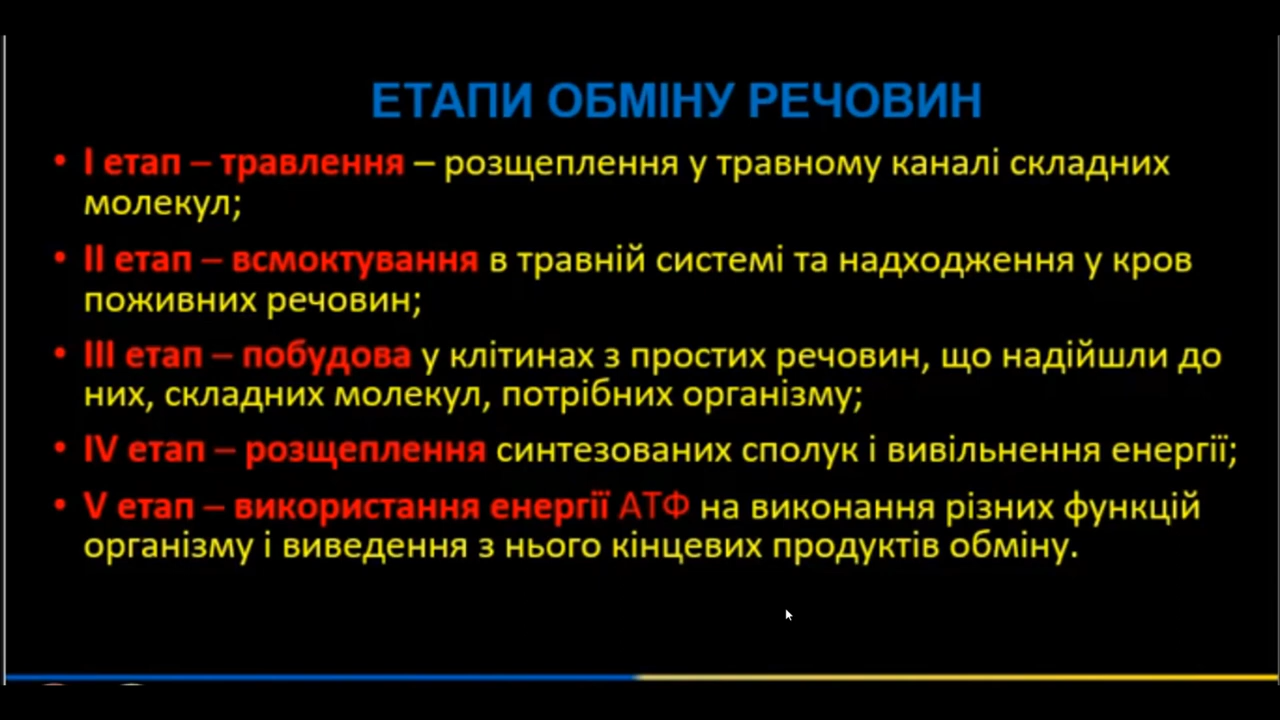 ЕТАПИ ОБМІНУ РЕЧОВИН
• І етап – травлення – розщеплення у травному каналі складних
молекул;
• ІІ етап – всмоктування в травній системі та надходження у кров
поживних речовин;
• ІІІ етап – побудова у клітинах з простих речовин, що надійшли до
них, складних молекул, потрібних організму;
• IV етап – розщеплення синтезованих сполук і вивільнення енергії;
• V етап – використання енергії АТФ на виконання різних функцій
організму і виведення з нього кінцевих продуктів обміну.